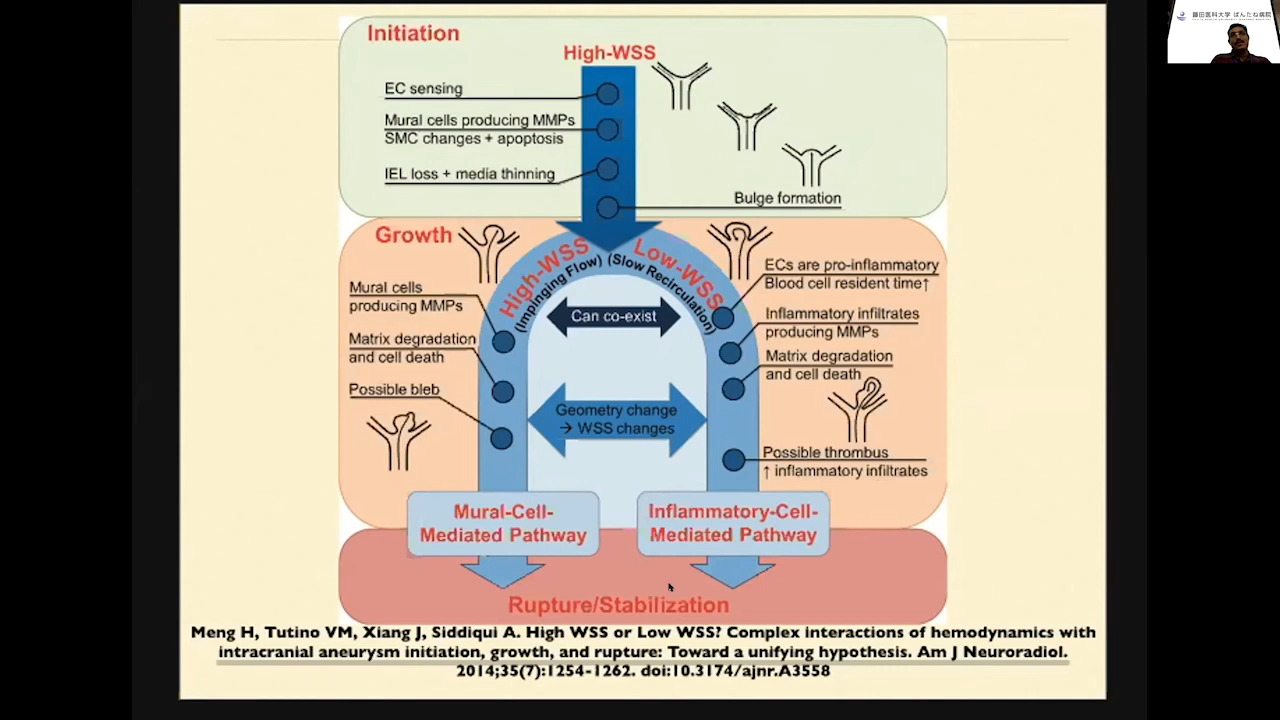 藤田医科大学 ばんたね病院
Initiation
High-WSS
EC sensing
Mural cells producing MMPs
SMC changes + apoptosis
IEL loss + media thinning
Bulge formation
Growth
High-WSS
(Impinging Flow)
Low-WSS
(Slow Recirculation)
Can co-exist
Mural cells
producing MMPs
Matrix degradation
and cell death
Possible bleb
ECs are pro-inflammatory
Blood cell resident time↑
Inflammatory infiltrates
producing MMPs
Matrix degradation
and cell death
Geometry change
→ WSS changes
Possible thrombus
↑ inflammatory infiltrates
Mural-Cell-
Mediated Pathway
Inflammatory-Cell-
Mediated Pathway
Rupture/Stabilization
Meng H, Tutino VM, Xiang J, Siddiqui A. High WSS or Low WSS? Complex interactions of hemodynamics with
intracranial aneurysm initiation, growth, and rupture: Toward a unifying hypothesis. Am J Neuroradiol.
2014;35(7):1254-1262. doi:10.3174/ajnr.A3558